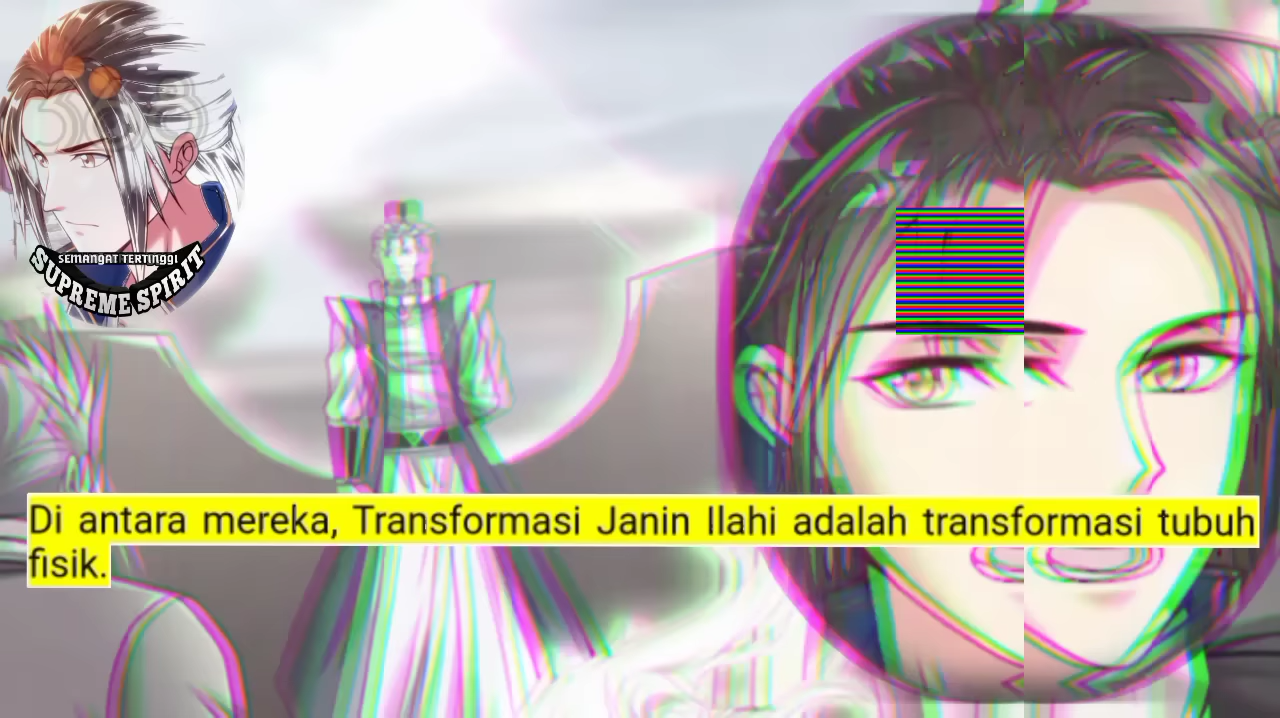 SEMANGAT TERTINGGI
SUPREME SPIRIT
Di antara mereka, Transformasi Janin Ilahi adalah transformasi tubuh
fisik.